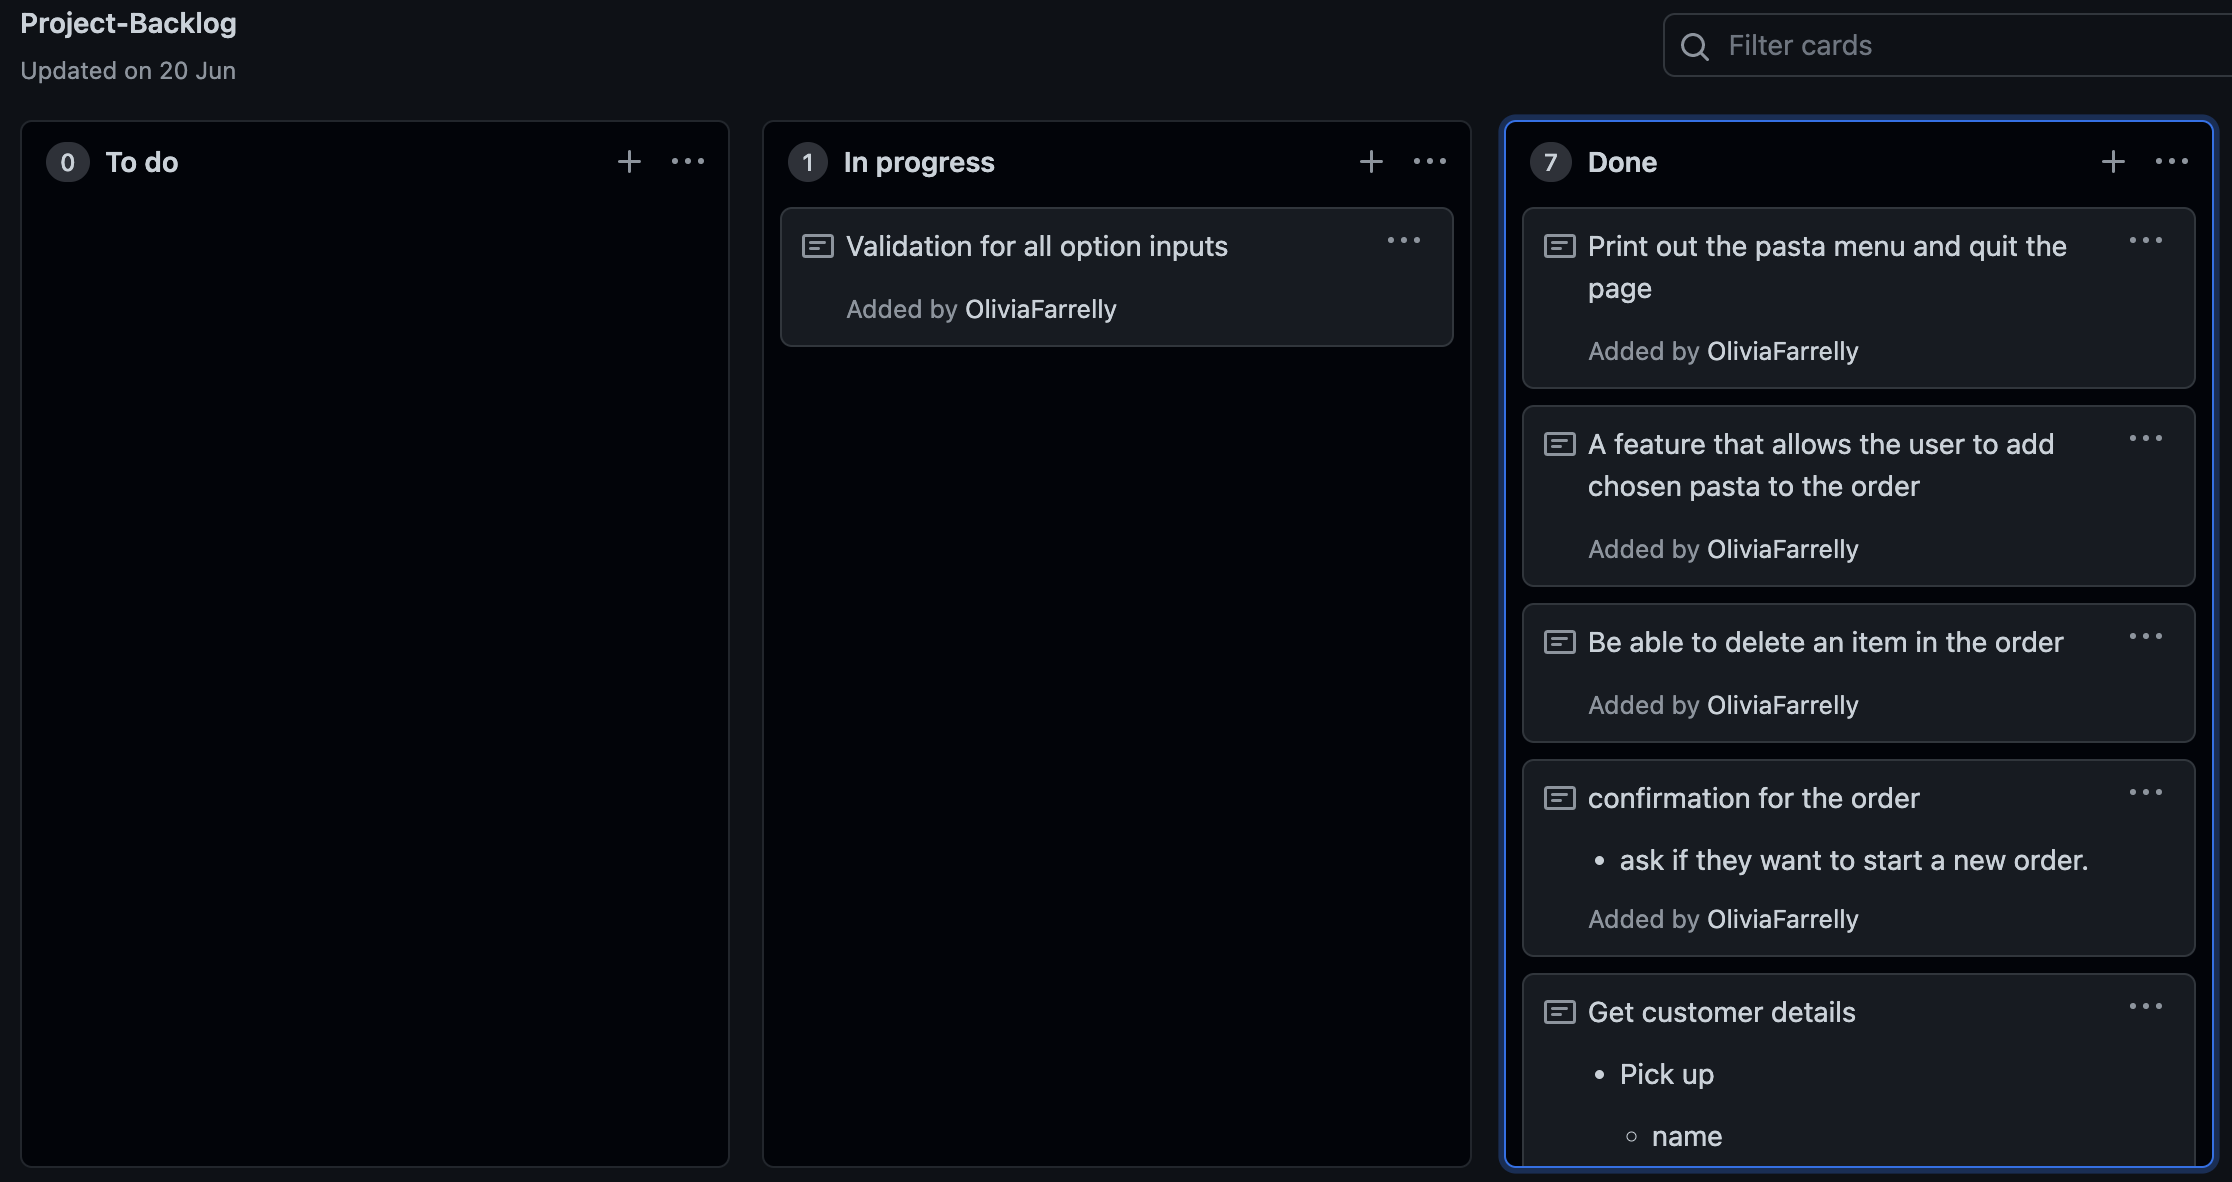 Project-Backlog
Updated on 20 Jun
Filter cards
0 To do
1 In progress
Validation for all option inputs
Added by OliviaFarrelly
7 Done
Print out the pasta menu and quit the
page
Added by OliviaFarrelly
A feature that allows the user to add
chosen pasta to the order
Added by OliviaFarrelly
Be able to delete an item in the order
Added by OliviaFarrelly
confirmation for the order
• ask if they want to start a new order.
Added by OliviaFarrelly
Get customer details
• Pick up
◦ name